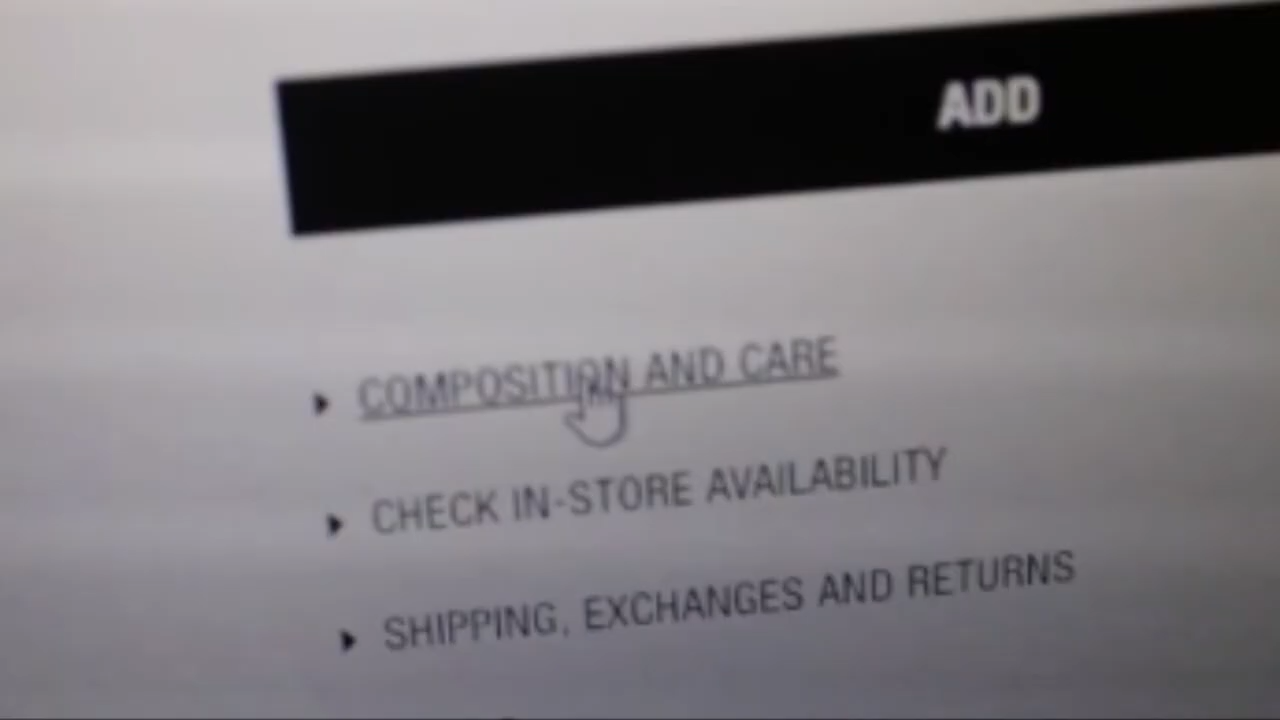 ADD
COMPOSITION AND CARE
CHECK IN-STORE AVAILABILITY
SHIPPING, EXCHANGES AND RETURNS